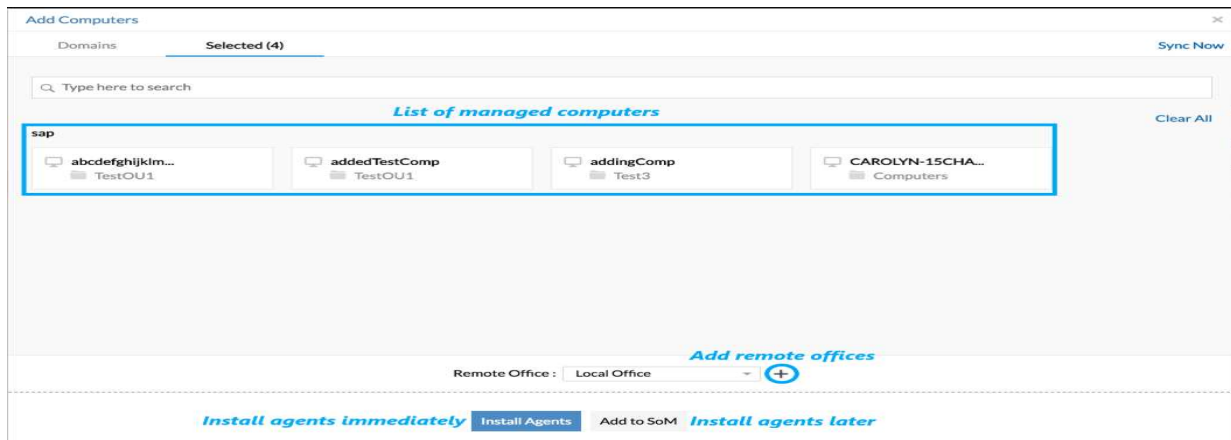 Add Computers
Domains
Selected (4)
Sync Now
Type here to search
List of managed computers
Clear All
sap
abcdefghijklm...
TestOU1
addedTestComp
TestOU1
addingComp
Test3
CAROLYN-15CHA...
Computers
Add remote offices
Remote Office :
Local Office
Install agents immediately
Install Agents
Add to SoM
Install agents later